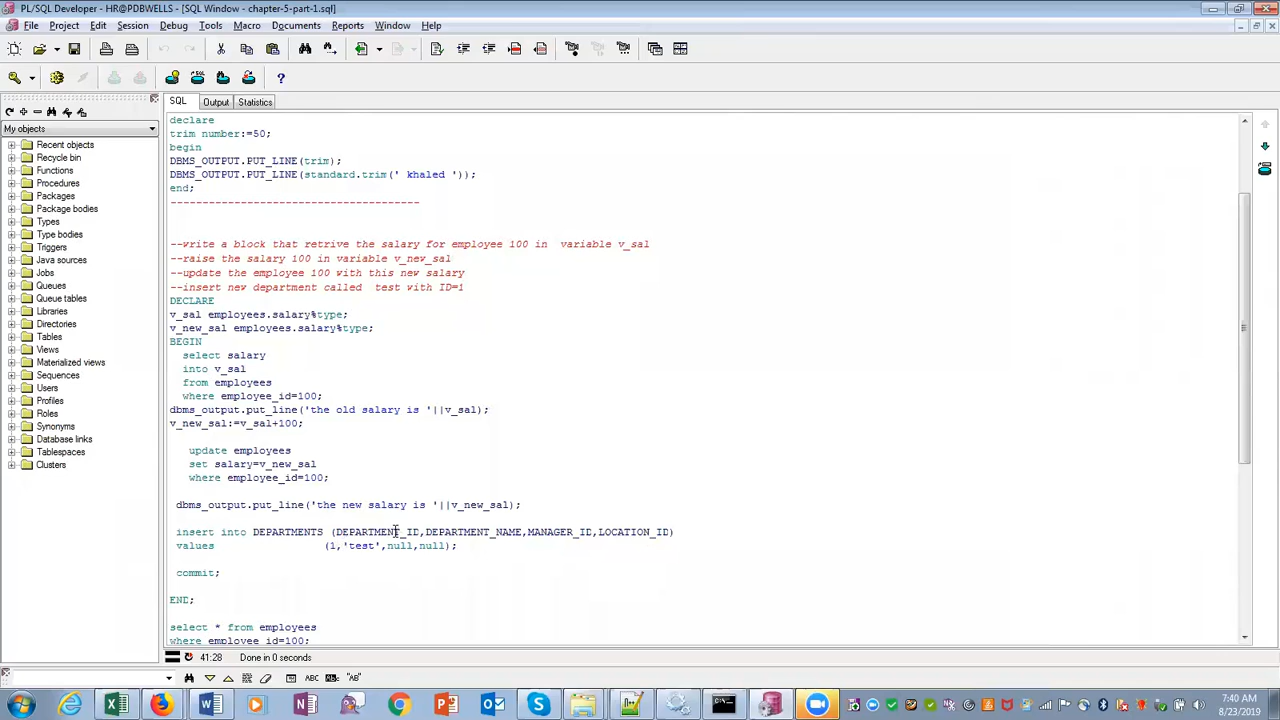 PL/SQL Developer - HR@PDBWELLS - [SQL Window - chapter-5-part-1.sql]
File Project Edit Session Debug Tools Macro Documents Reports Window Help
SQL Output Statistics
My objects
Recent objects
Recycle bin
Functions
Procedures
Packages
Package bodies
Types
Type bodies
Triggers
Java sources
Jobs
Queues
Queue tables
Libraries
Directories
Tables
Views
Materialized views
Sequences
Users
Profiles
Roles
Synonyms
Database links
Tablespaces
Clusters
declare
trim number:=50;
begin
DBMS_OUTPUT.PUT_LINE(trim);
DBMS_OUTPUT.PUT_LINE(standard.trim(' khaled '));
end;
---------------------------------------
--write a block that retrive the salary for employee 100 in variable v_sal
--raise the salary 100 in variable v_new_sal
--update the employee 100 with this new salary
--insert new department called test with ID=1
DECLARE
v_sal employees.salary%type;
v_new_sal employees.salary%type;
BEGIN
select salary
into v_sal
from employees
where employee_id=100;
dbms_output.put_line('the old salary is '||v_sal);
v_new_sal:=v_sal+100;
update employees
set salary=v_new_sal
where employee_id=100;
dbms_output.put_line('the new salary is '||v_new_sal);
insert into DEPARTMENTS (DEPARTMENT_ID,DEPARTMENT_NAME,MANAGER_ID,LOCATION_ID)
values (1,'test',null,null);
commit;
END;
select * from employees
where employee_id=100;
41:28 Done in 0 seconds
ABC "AB"
7:40 AM
8/23/2019